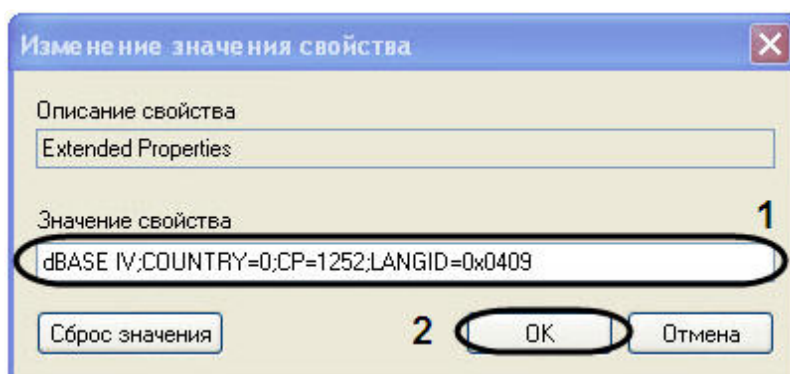 Изменение значения свойства
Описание свойства
Extended Properties
Значение свойства
1
dBASE IV;COUNTRY=0;CP=1252;LANGID=0x0409
Сброс значения
2
OK
Отмена